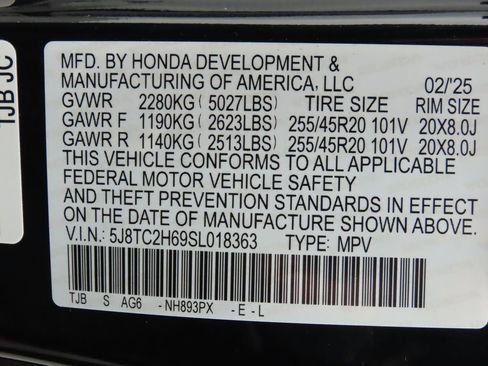 TJB JC
MFD. BY HONDA DEVELOPMENT &
MANUFACTURING OF AMERICA, LLC 02/'25
GVWR 2280KG(5027LBS) TIRE SIZE RIM SIZE
GAWR F 1190KG(2623LBS) 255/45R20 101V 20X8.0J
GAWR R 1140KG(2513LBS) 255/45R20 101V 20X8.0J
THIS VEHICLE CONFORMS TO ALL APPLICABLE
FEDERAL MOTOR VEHICLE SAFETY
AND THEFT PREVENTION STANDARDS IN EFFECT
ON THE DATE OF MANUFACTURE SHOWN ABOVE.
V.I.N.: 5J8TC2H69SL018363 TYPE: MPV
TJB S AG6 -NH893PX -E-L